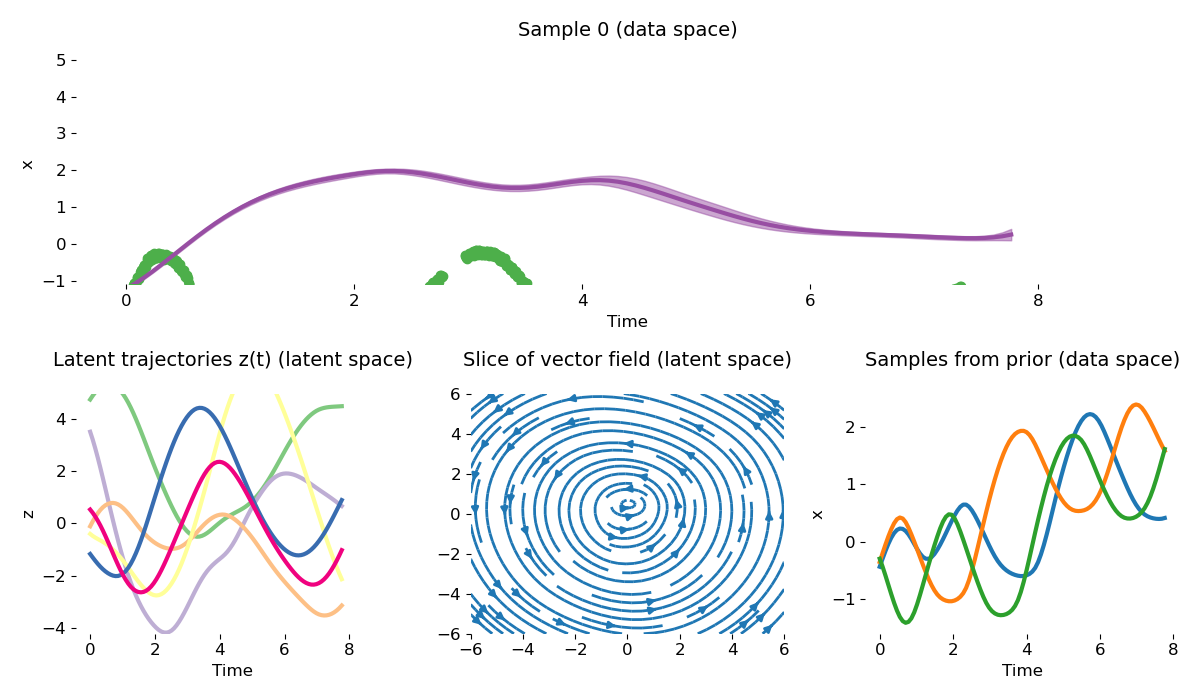 Sample 0 (data space)
5
4
3
2
1
0
−1
x
0 2 4 6 8
Time
Latent trajectories z(t) (latent space)
4
2
0
−2
−4
z
0 2 4 6 8
Time
Slice of vector field (latent space)
6
4
2
0
−2
−4
−6
−6 −4 −2 0 2 4 6
Samples from prior (data space)
2
1
0
−1
x
0 2 4 6 8
Time